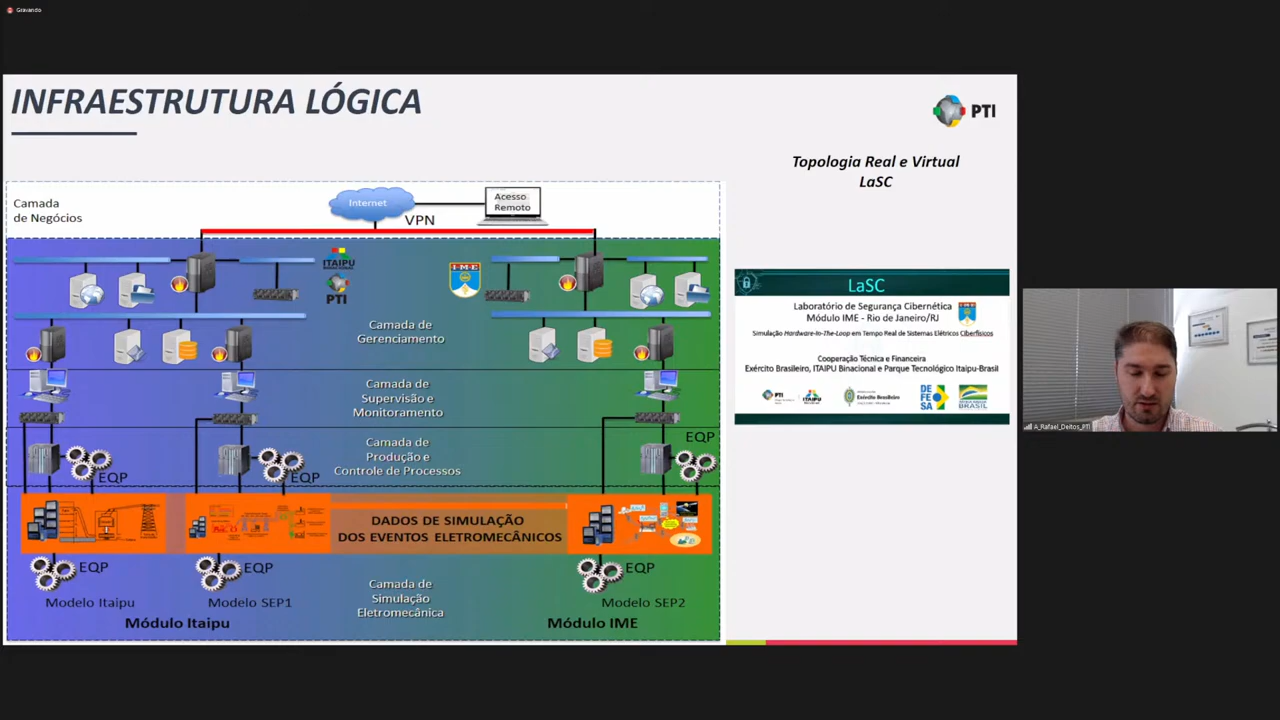 Gravando
INFRAESTRUTURA LÓGICA
PTI
Topologia Real e Virtual
LaSC
Camada
de Negócios
Internet
VPN
Acesso
Remoto
ITAIPU
BINACIONAL
PTI
IME
Camada de
Gerenciamento
Camada de
Supervisão e
Monitoramento
Camada de
Produção e
Controle de Processos
EQP
EQP
EQP
DADOS DE SIMULAÇÃO
DOS EVENTOS ELETROMECÂNICOS
EQP
EQP
EQP
Camada de
Simulação
Eletromecânica
Modelo Itaipu
Modelo SEP1
Modelo SEP2
Módulo Itaipu
Módulo IME
LaSC
Laboratório de Segurança Cibernética
Módulo IME - Rio de Janeiro/RJ
Simulação Hardware-In-The-Loop em Tempo Real de Sistemas Elétricos Ciberfísicos
Cooperação Técnica e Financeira
Exército Brasileiro, ITAIPU Binacional e Parque Tecnológico Itaipu-Brasil
PTI
ITAIPU
Exército Brasileiro
DE
FE
SA
BRASIL
A_Rafael_Deitos_PTI